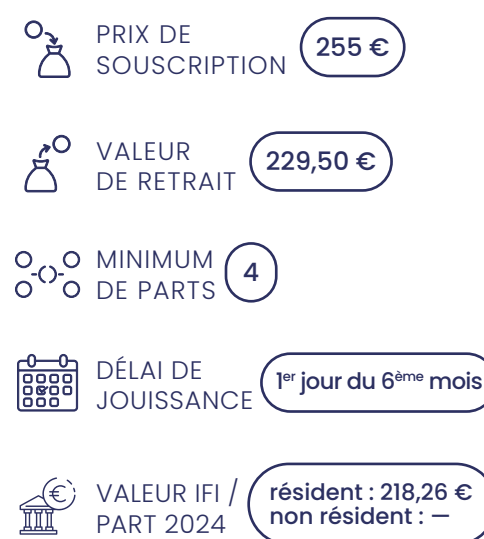 PRIX DE
SOUSCRIPTION
255 €
VALEUR
DE RETRAIT
229,50 €
MINIMUM
DE PARTS
4
DÉLAI DE
JOUISSANCE
1er jour du 6ème mois
VALEUR IFI /
PART 2024
résident : 218,26 €
non résident : —